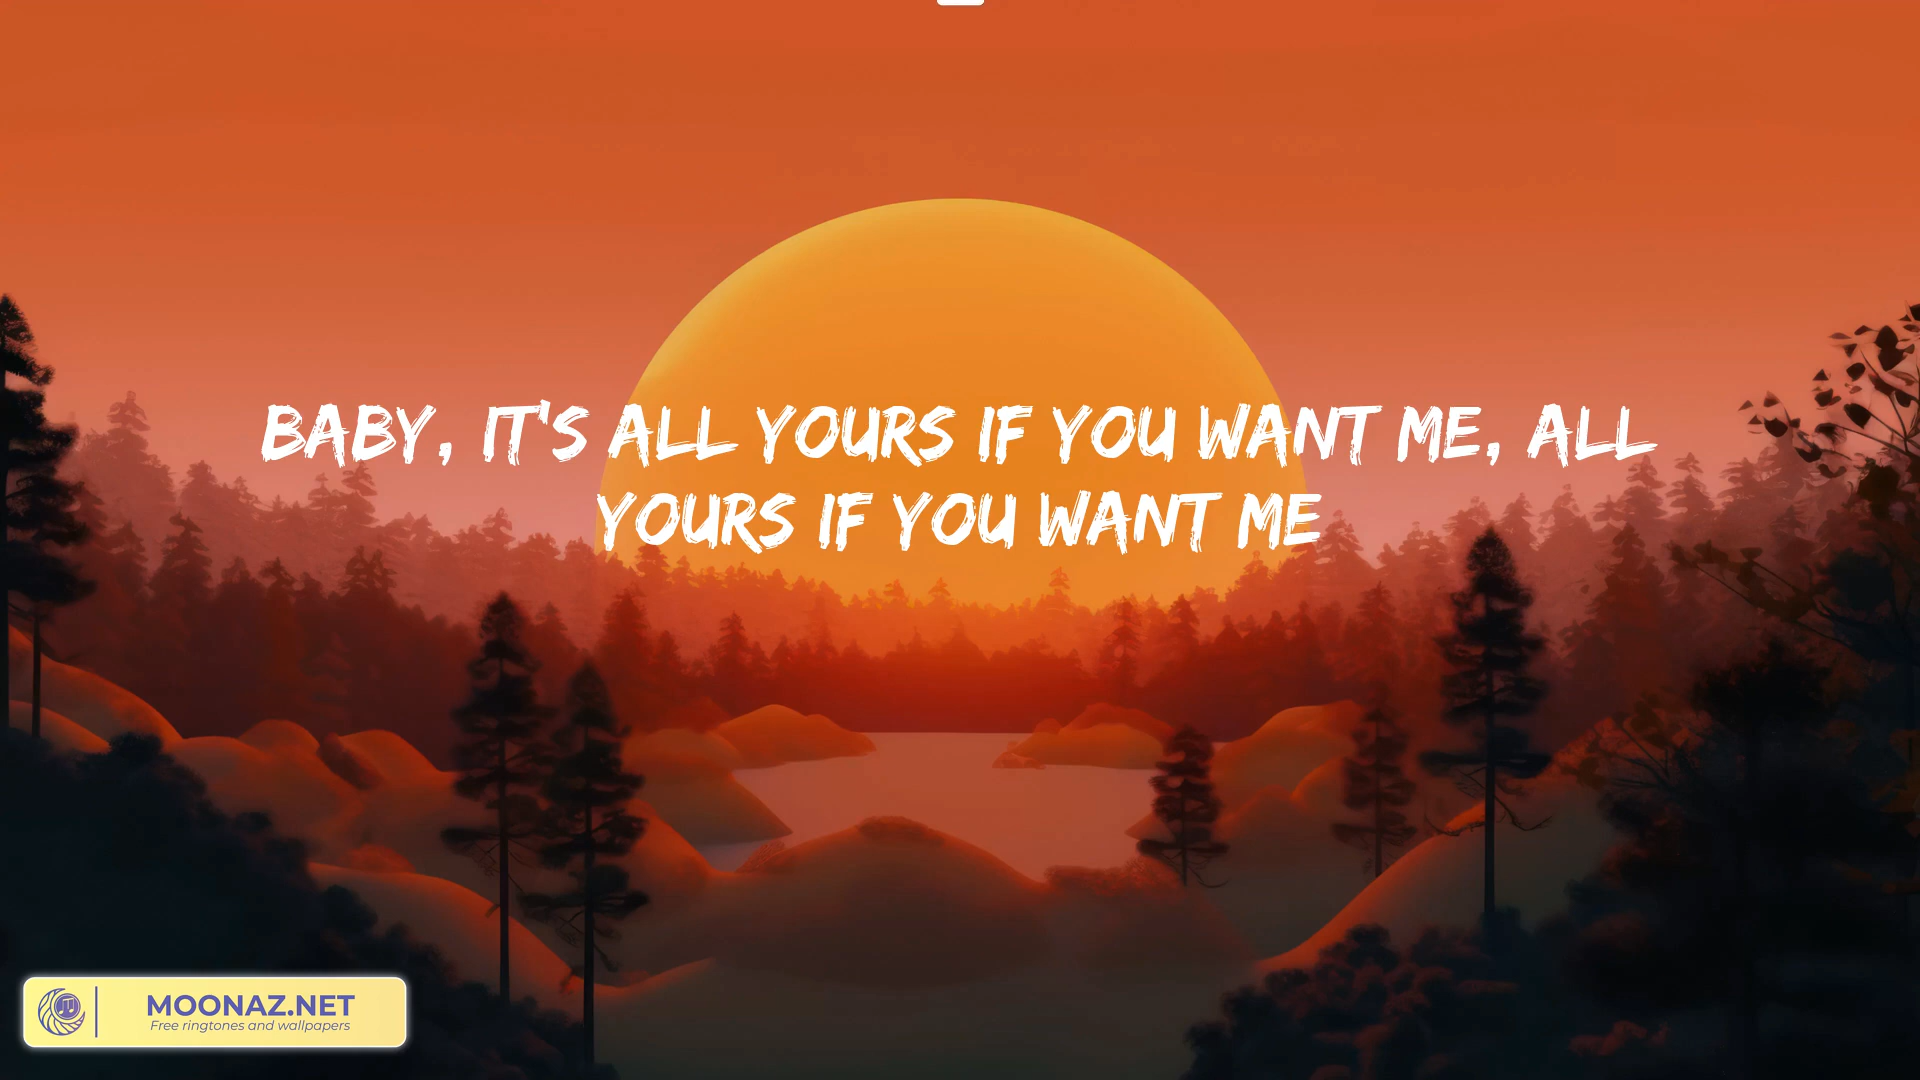 BABY, IT'S ALL YOURS IF YOU WANT ME, ALL
YOURS IF YOU WANT ME
MOONAZ.NET
Free ringtones and wallpapers